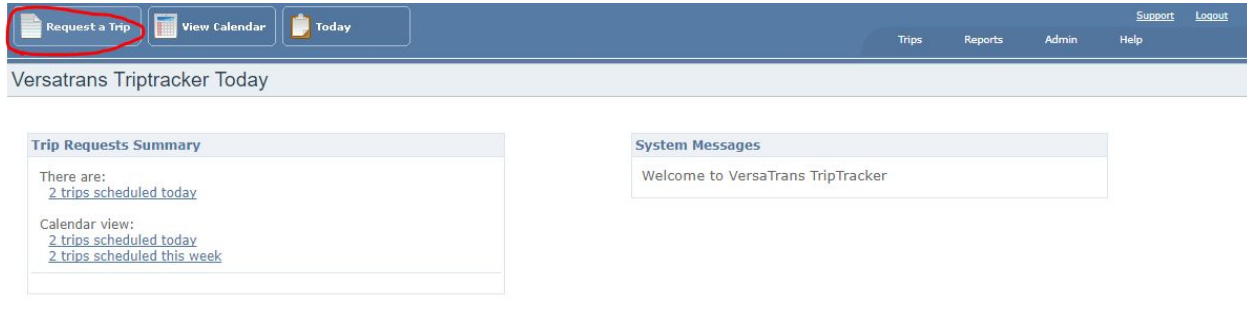 Request a Trip View Calendar Today
Support Logout
Trips Reports Admin Help
Versatrans Triptracker Today
Trip Requests Summary
There are:
2 trips scheduled today
Calendar view:
2 trips scheduled today
2 trips scheduled this week
System Messages
Welcome to VersaTrans TripTracker